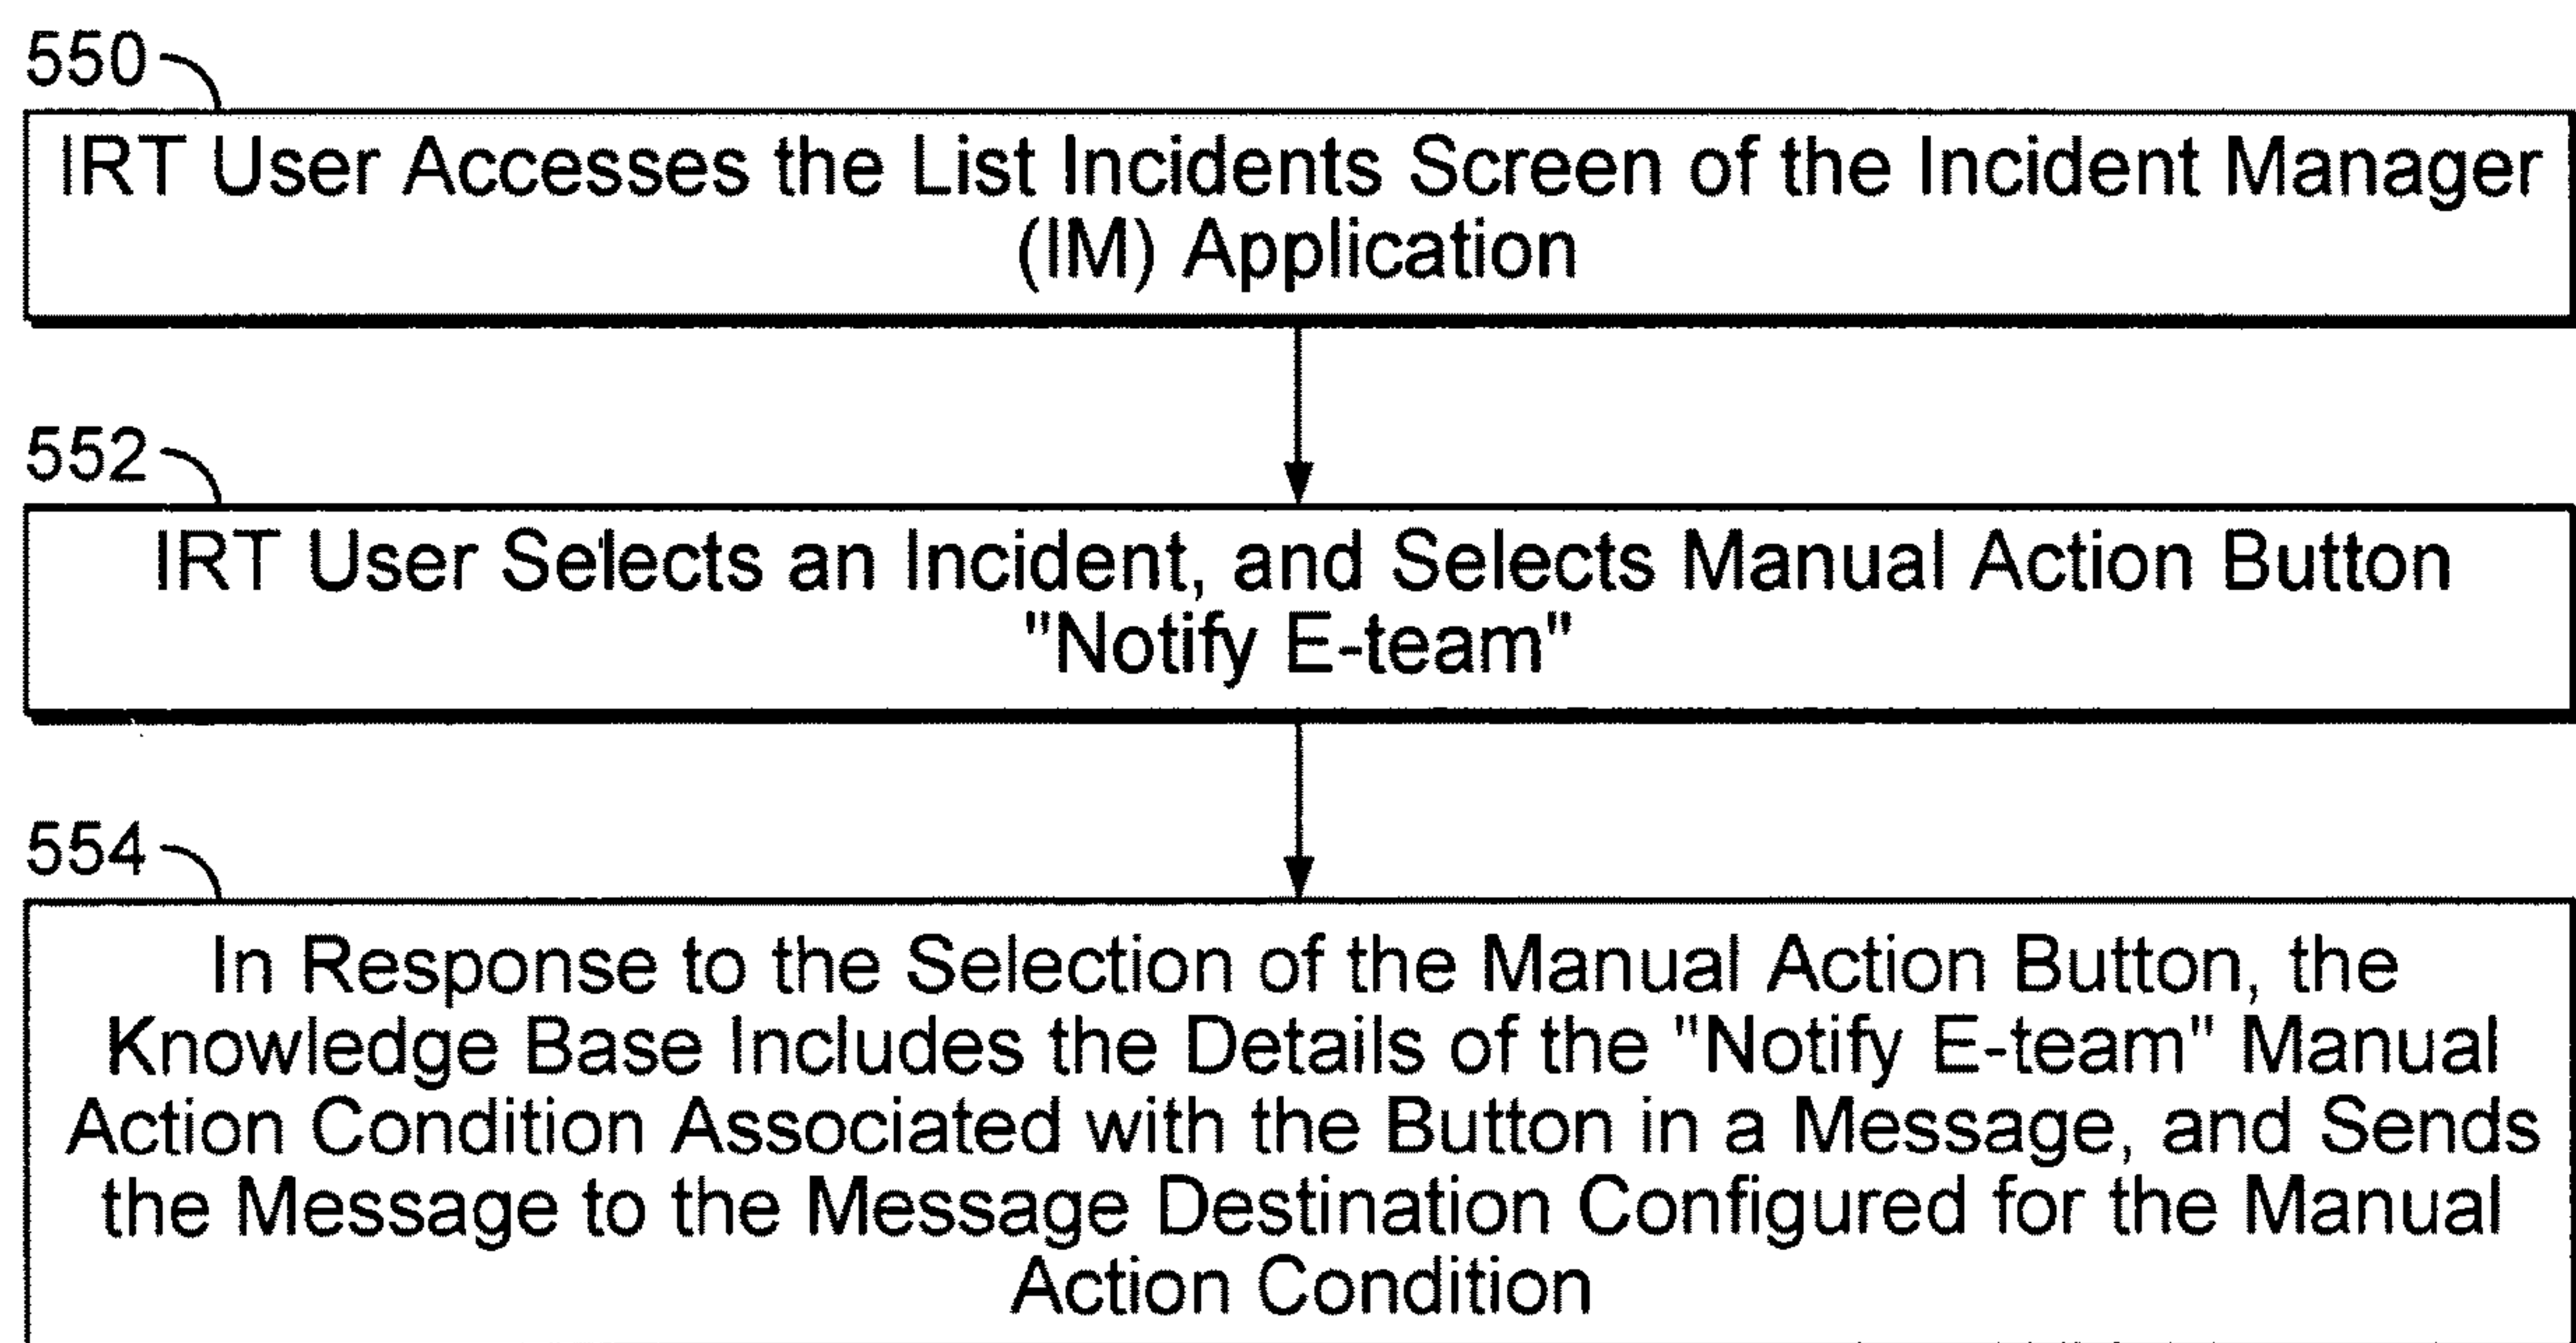 550
IRT User Accesses the List Incidents Screen of the Incident Manager
(IM) Application
552
IRT User Selects an Incident, and Selects Manual Action Button
"Notify E-team"
554
In Response to the Selection of the Manual Action Button, the
Knowledge Base Includes the Details of the "Notify E-team" Manual
Action Condition Associated with the Button in a Message, and Sends
the Message to the Message Destination Configured for the Manual
Action Condition